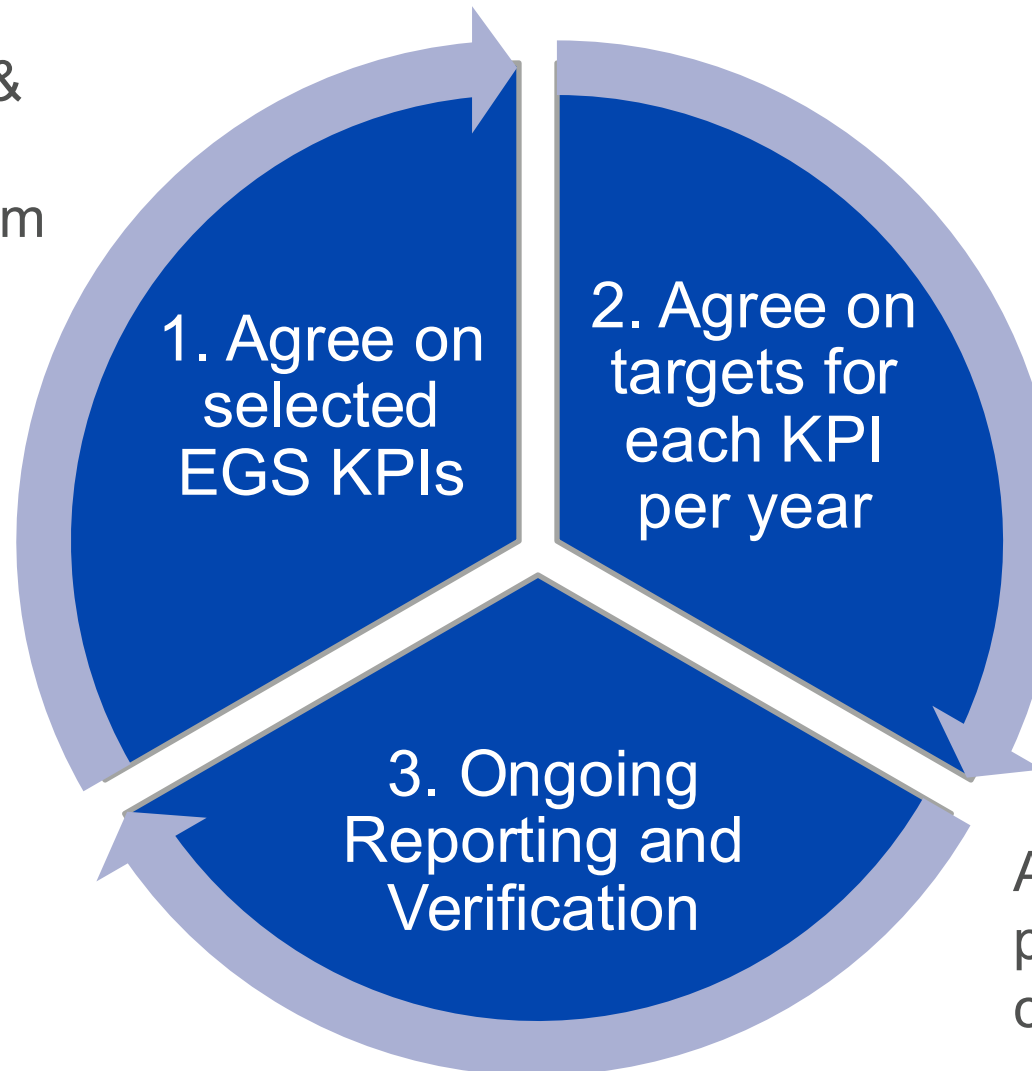 &
m
1. Agree on
selected
EGS KPIs
2. Agree on
targets for
each KPI
per year
3. Ongoing
Reporting and
Verification
A
p